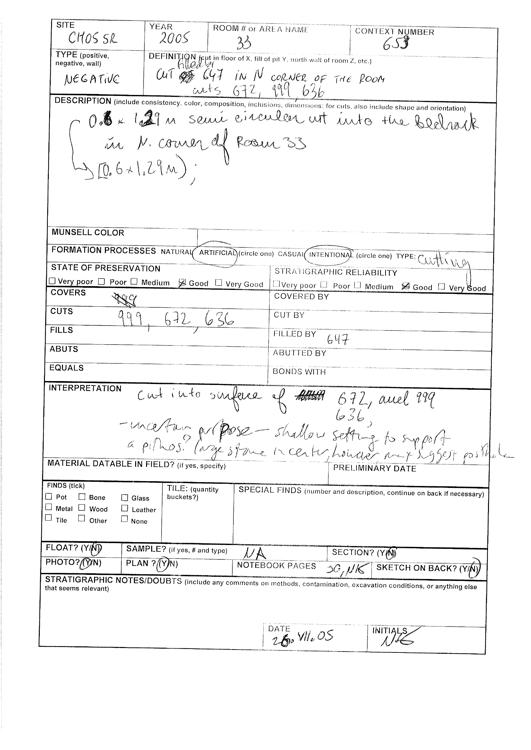 SITE
CHOS SR
YEAR
2005
ROOM # or AREA NAME
33
CONTEXT NUMBER
653
TYPE (positive, negative, wall)
NEGATIVE
DEFINITION (cut in floor of X, fill of pit Y, north wall of room Z, etc.)
filled by
CUT 647 IN N CORNER OF THE ROOM
cuts 672, 999, 636
DESCRIPTION (include consistency, color, composition, inclusions, dimensions; for cuts, also include shape and orientation)
0.6 x 1.29 m semi circular cut into the bedrock
in N. corner of Room 33
[0.6 x 1.29 m);
MUNSELL COLOR
FORMATION PROCESSES NATURAL/ARTIFICIAL (circle one) CASUAL/INTENTIONAL (circle one) TYPE: Cutting
STATE OF PRESERVATION
☐ Very poor ☐ Poor ☐ Medium ☒ Good ☐ Very Good
STRATIGRAPHIC RELIABILITY
☐ Very poor ☐ Poor ☐ Medium ☒ Good ☐ Very Good
COVERS
COVERED BY
CUTS 999, 672, 636
CUT BY
FILLS
FILLED BY 647
ABUTS
ABUTTED BY
EQUALS
BONDS WITH
INTERPRETATION
Cut into surface of 672, and 999
636,
- uncertain purpose - shallow setting to support
a pithos? large stone in center, however may suggest
MATERIAL DATABLE IN FIELD? (if yes, specify)
PRELIMINARY DATE
FINDS (tick)
☐ Pot ☐ Bone ☐ Glass
☐ Metal ☐ Wood ☐ Leather
☐ Tile ☐ Other ☐ None
TILE: (quantity buckets?)
SPECIAL FINDS (number and description, continue on back if necessary)
FLOAT? (Y/N)
SAMPLE? (if yes, # and type) NA
SECTION? (Y/N)
PHOTO? (Y/N)
PLAN? (Y/N)
NOTEBOOK PAGES JG, NK
SKETCH ON BACK? (Y/N)
STRATIGRAPHIC NOTES/DOUBTS (include any comments on methods, contamination, excavation conditions, or anything else
that seems relevant)
DATE
26.VII.05
INITIALS
NK